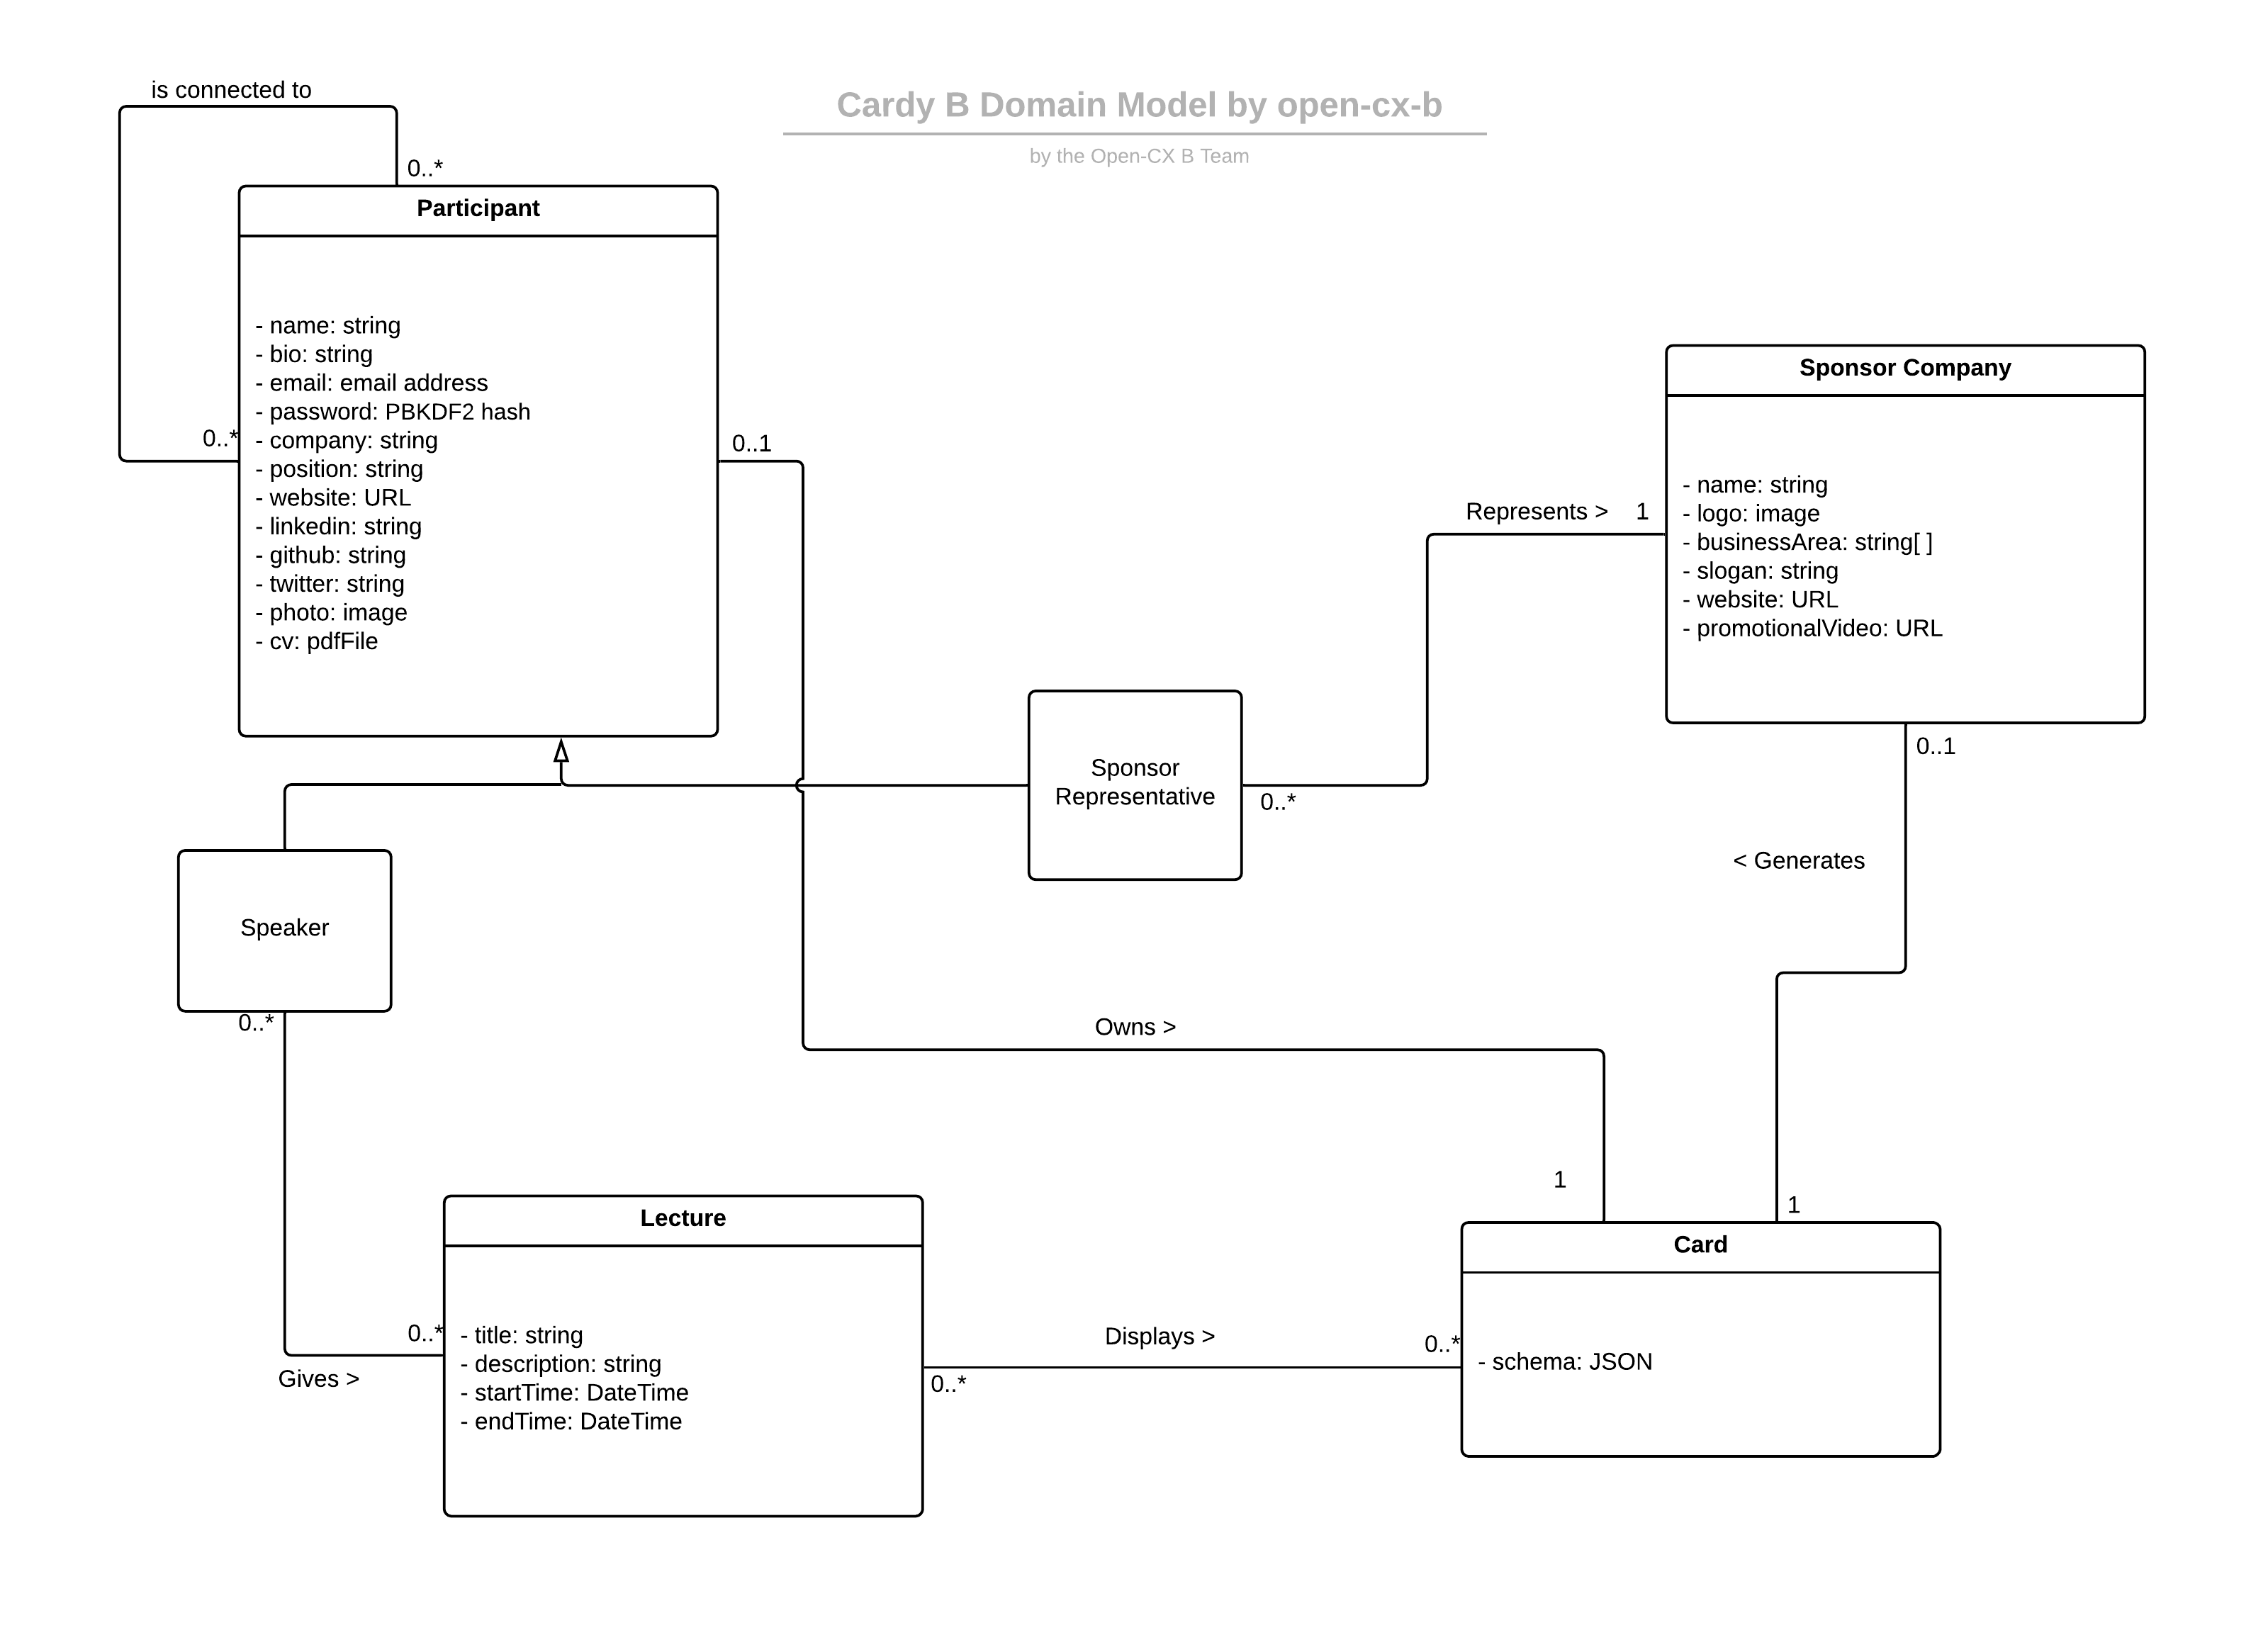 Cardy B Domain Model by open-cx-b
by the Open-CX B Team
is connected to
0..*
0..*
Participant
- name: string
- bio: string
- email: email address
- password: PBKDF2 hash
- company: string
- position: string
- website: URL
- linkedin: string
- github: string
- twitter: string
- photo: image
- cv: pdfFile
0..1
Sponsor Company
- name: string
- logo: image
- businessArea: string[ ]
- slogan: string
- website: URL
- promotionalVideo: URL
Represents >
1
0..1
Sponsor
Representative
0..*
< Generates
Speaker
0..*
Owns >
1
1
Lecture
- title: string
- description: string
- startTime: DateTime
- endTime: DateTime
0..*
Gives >
Displays >
0..*
0..*
Card
- schema: JSON